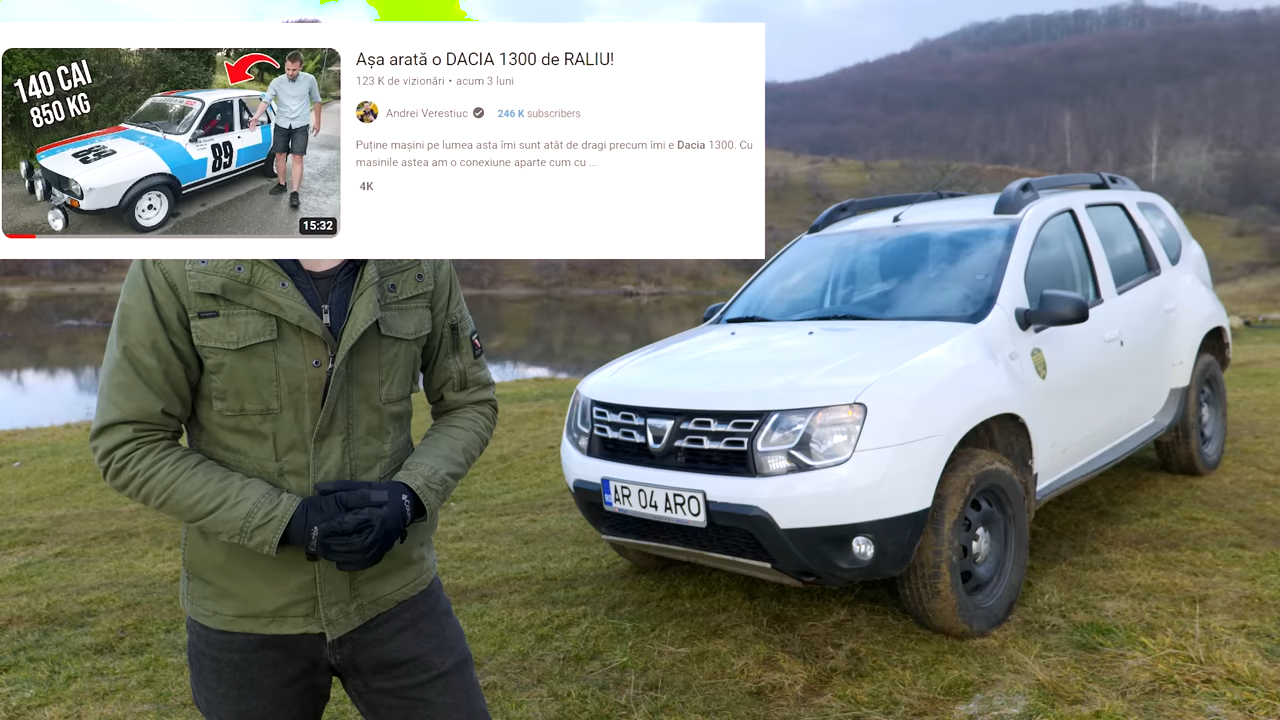 140 CAI
850 KG
89
89
15:32
Așa arată o DACIA 1300 de RALIU!
123 K de vizionări • acum 3 luni
Andrei Verestiuc
246 K subscribers
Puține mașini pe lumea asta îmi sunt atât de dragi precum îmi e Dacia 1300. Cu
masinile astea am o conexiune aparte cum cu ...
4K
AR 04 ARO